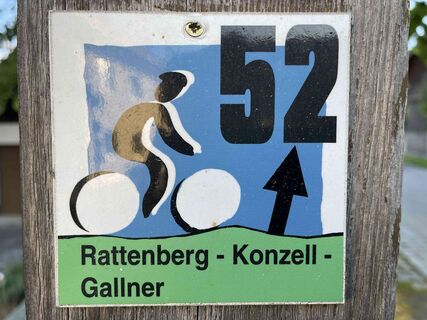 52
Rattenberg - Konzell -
Gallner